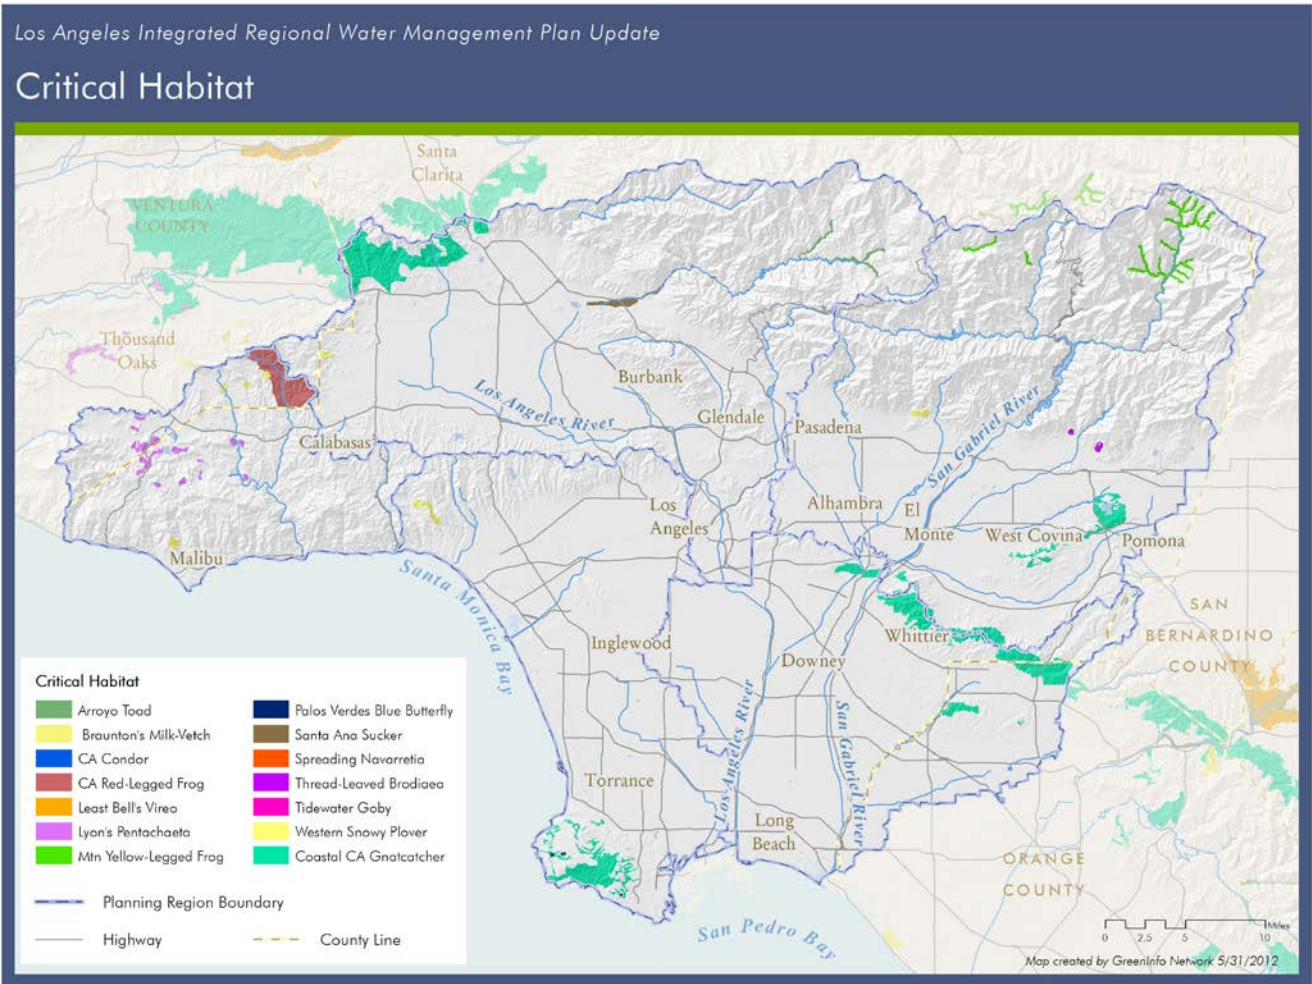 Los Angeles Integrated Regional Water Management Plan Update
Critical Habitat
Santa
Clarita
VENTURA
COUNTY
Thousand
Oaks
Burbank
Los Angeles River
Glendale
Pasadena
San Gabriel River
Calabasas
Los
Angeles
Alhambra
El
Monte
West Covina
Pomona
Malibu
Santa Monica Bay
SAN
BERNARDINO
COUNTY
Inglewood
Whittier
Downey
Los Angeles River
San Gabriel River
Torrance
Long
Beach
ORANGE
COUNTY
San Pedro Bay
Critical Habitat
Arroyo Toad
Braunton's Milk-Vetch
CA Condor
CA Red-Legged Frog
Least Bell's Vireo
Lyon's Pentachaeta
Mtn Yellow-Legged Frog
Palos Verdes Blue Butterfly
Santa Ana Sucker
Spreading Navarretia
Thread-Leaved Brodiaea
Tidewater Goby
Western Snowy Plover
Coastal CA Gnatcatcher
Planning Region Boundary
Highway
County Line
Miles
0 2.5 5 10
Map created by GreenInfo Network 5/31/2012